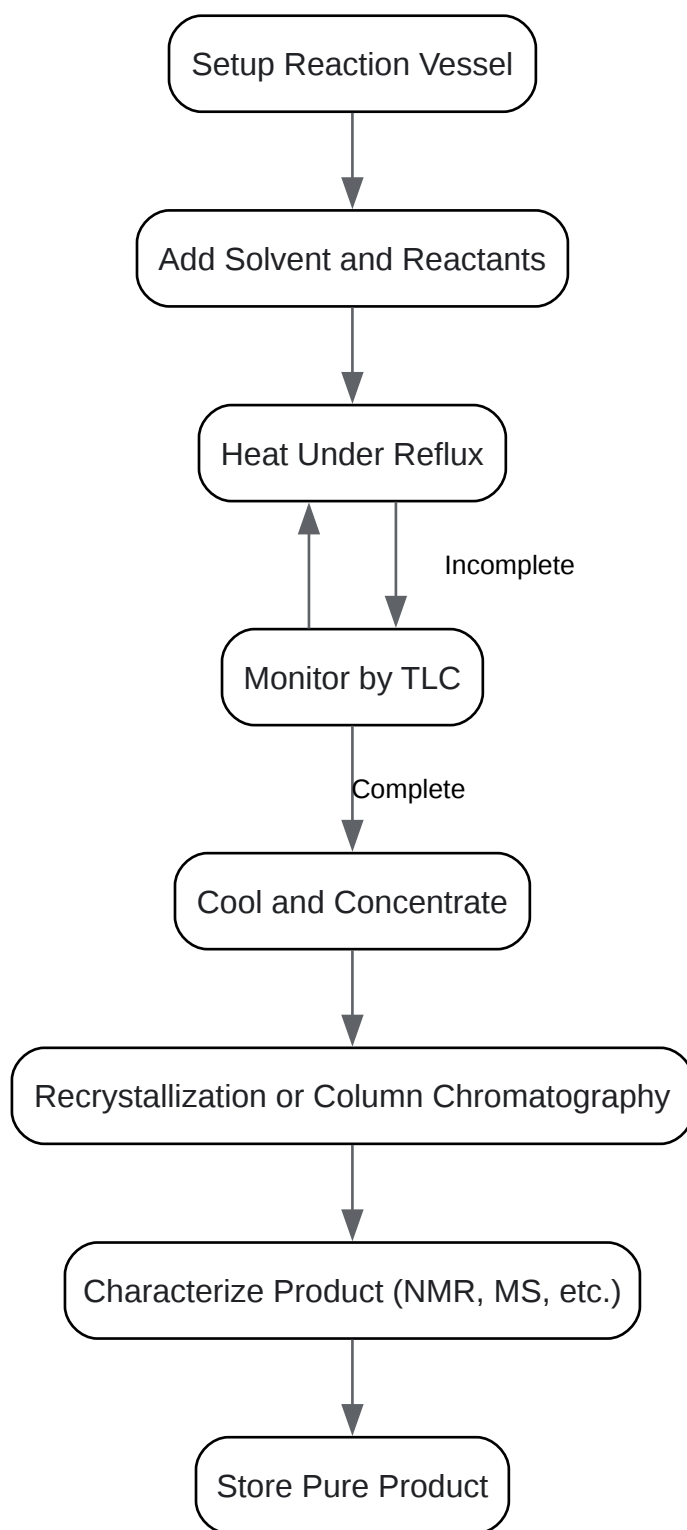 Setup Reaction Vessel
Add Solvent and Reactants
Heat Under Reflux
Incomplete
Monitor by TLC
Complete
Cool and Concentrate
Recrystallization or Column Chromatography
Characterize Product (NMR, MS, etc.)
Store Pure Product